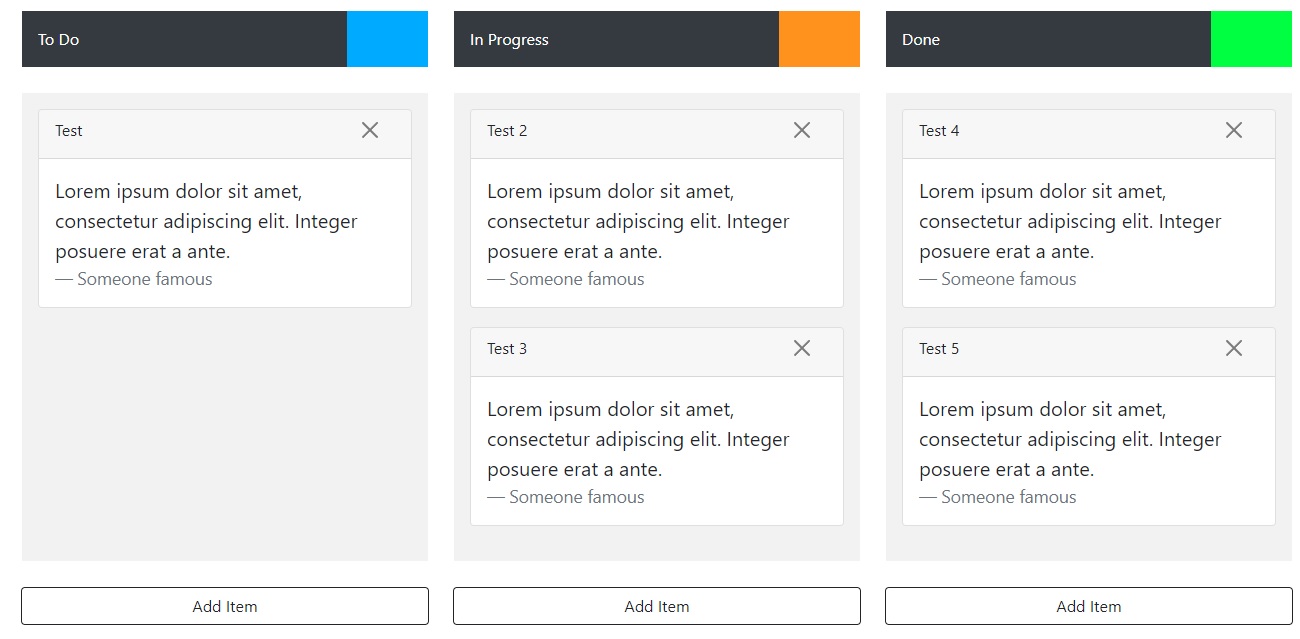 To Do
Test
Lorem ipsum dolor sit amet,
consectetur adipiscing elit. Integer
posuere erat a ante.
— Someone famous
Add Item
In Progress
Test 2
Lorem ipsum dolor sit amet,
consectetur adipiscing elit. Integer
posuere erat a ante.
— Someone famous
Test 3
Lorem ipsum dolor sit amet,
consectetur adipiscing elit. Integer
posuere erat a ante.
— Someone famous
Add Item
Done
Test 4
Lorem ipsum dolor sit amet,
consectetur adipiscing elit. Integer
posuere erat a ante.
— Someone famous
Test 5
Lorem ipsum dolor sit amet,
consectetur adipiscing elit. Integer
posuere erat a ante.
— Someone famous
Add Item